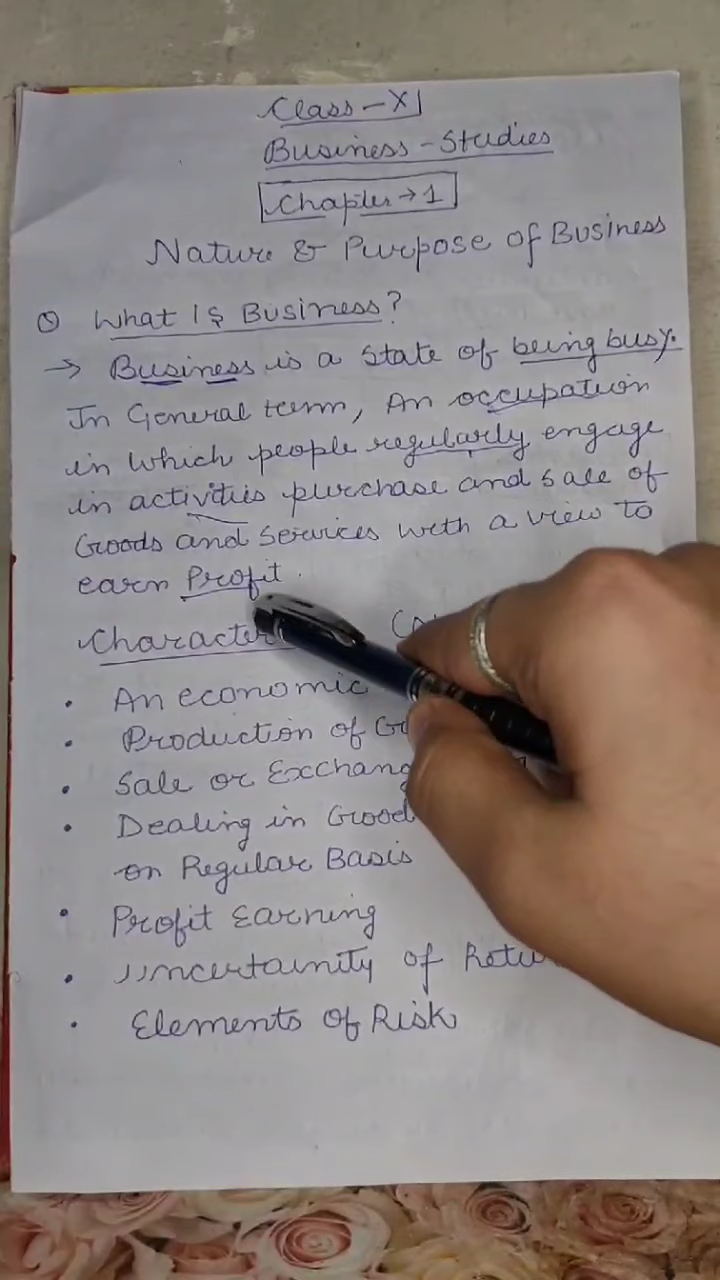 Class - XI
Business - Studies
Chapter → 1
Nature & Purpose of Business
What Is Business?
→ Business is a State of being busy.
In General term, An occupation
in which people regularly engage
in activities purchase and sale of
Goods and services with a view to
earn Profit.
An economic
Production of
Sale or
Dealing in
on Regular Basis
Profit Earning
Uncertainity of
Elements of Risk